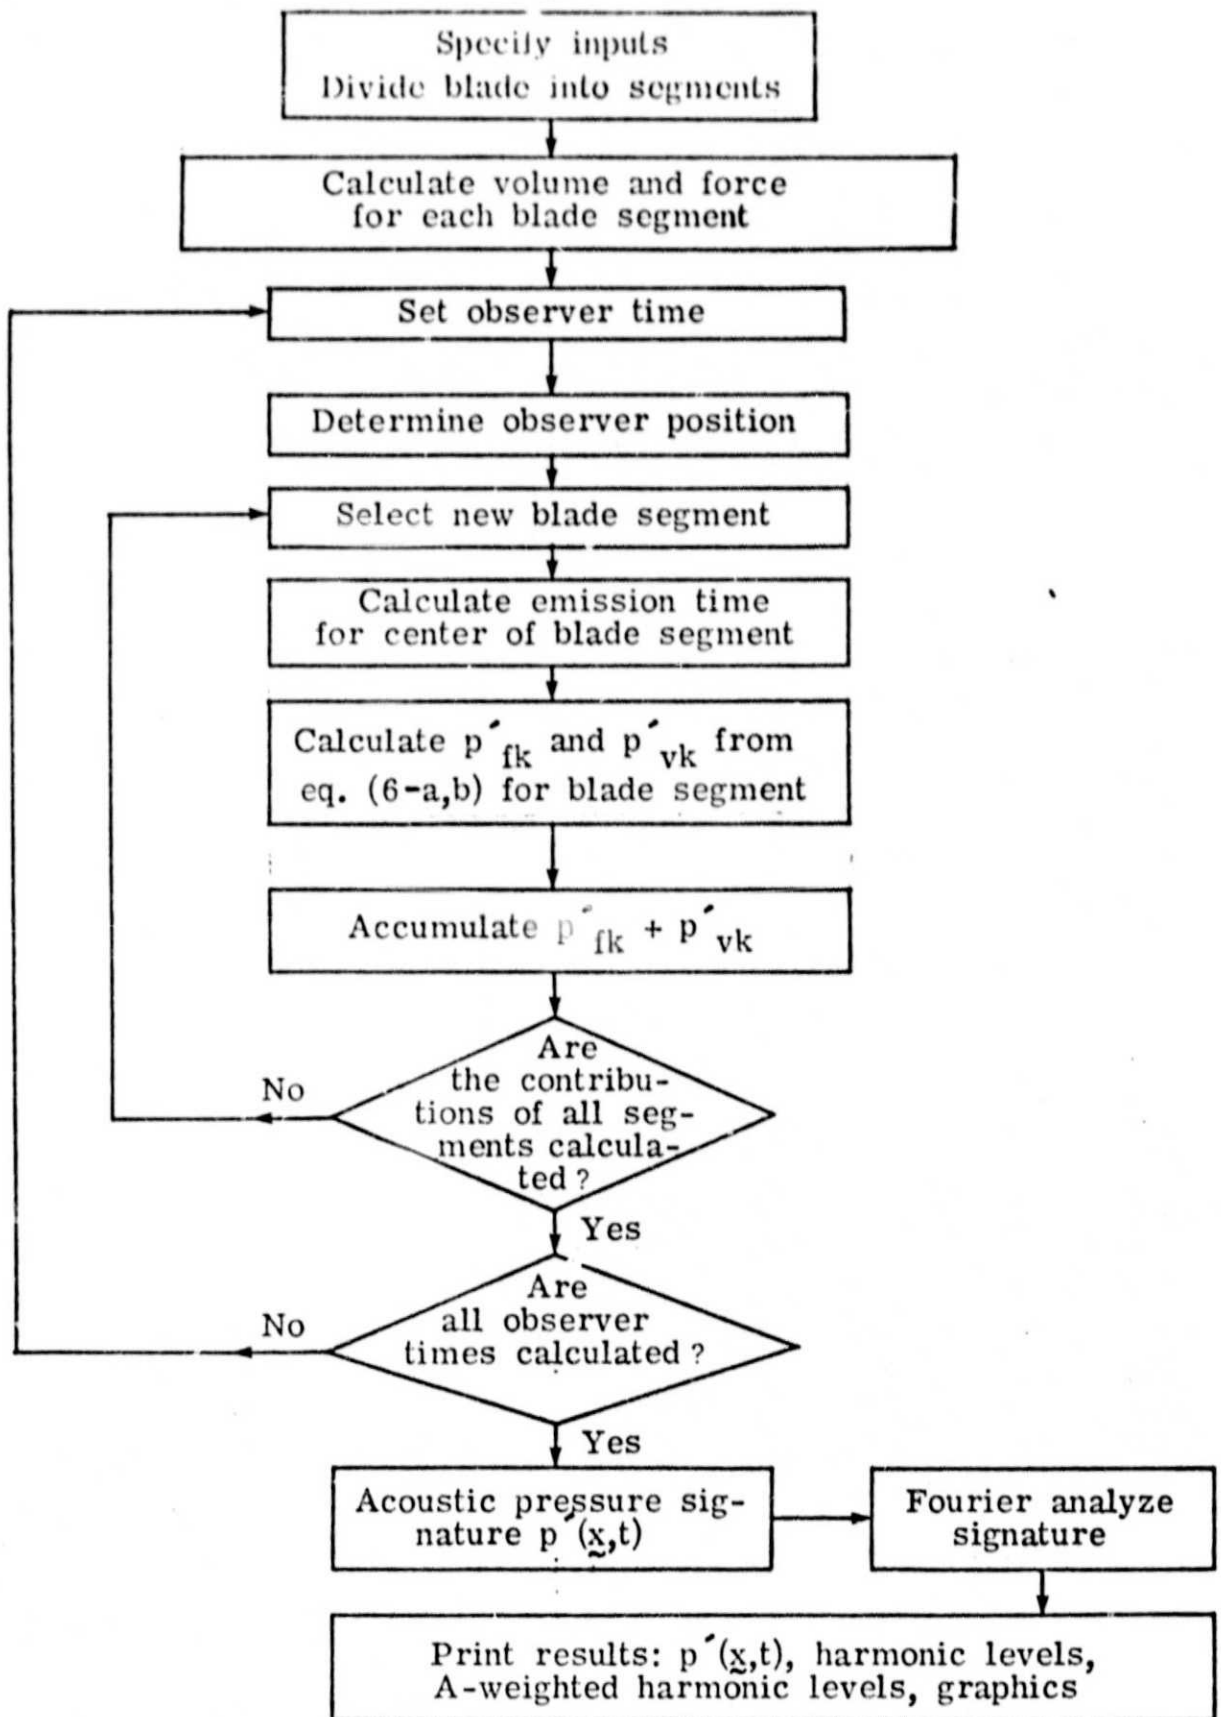 Specify inputs
Divide blade into segments
Calculate volume and force
for each blade segment
Set observer time
Determine observer position
Select new blade segment
Calculate emission time
for center of blade segment
Calculate p´fk and p´vk from
eq. (6-a,b) for blade segment
Accumulate p´fk + p´vk
Are
the contribu-
tions of all seg-
ments calcula-
ted?
No
Yes
Are
all observer
times calculated?
No
Yes
Acoustic pressure sig-
nature p´(x̰,t)
Fourier analyze
signature
Print results: p´(x̰,t), harmonic levels,
A-weighted harmonic levels, graphics